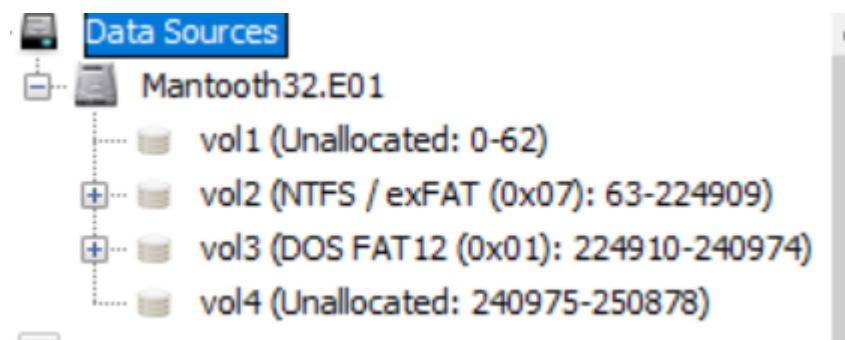 Data Sources
Mantooth32.E01
vol1 (Unallocated: 0-62)
vol2 (NTFS / exFAT (0x07): 63-224909)
vol3 (DOS FAT12 (0x01): 224910-240974)
vol4 (Unallocated: 240975-250878)